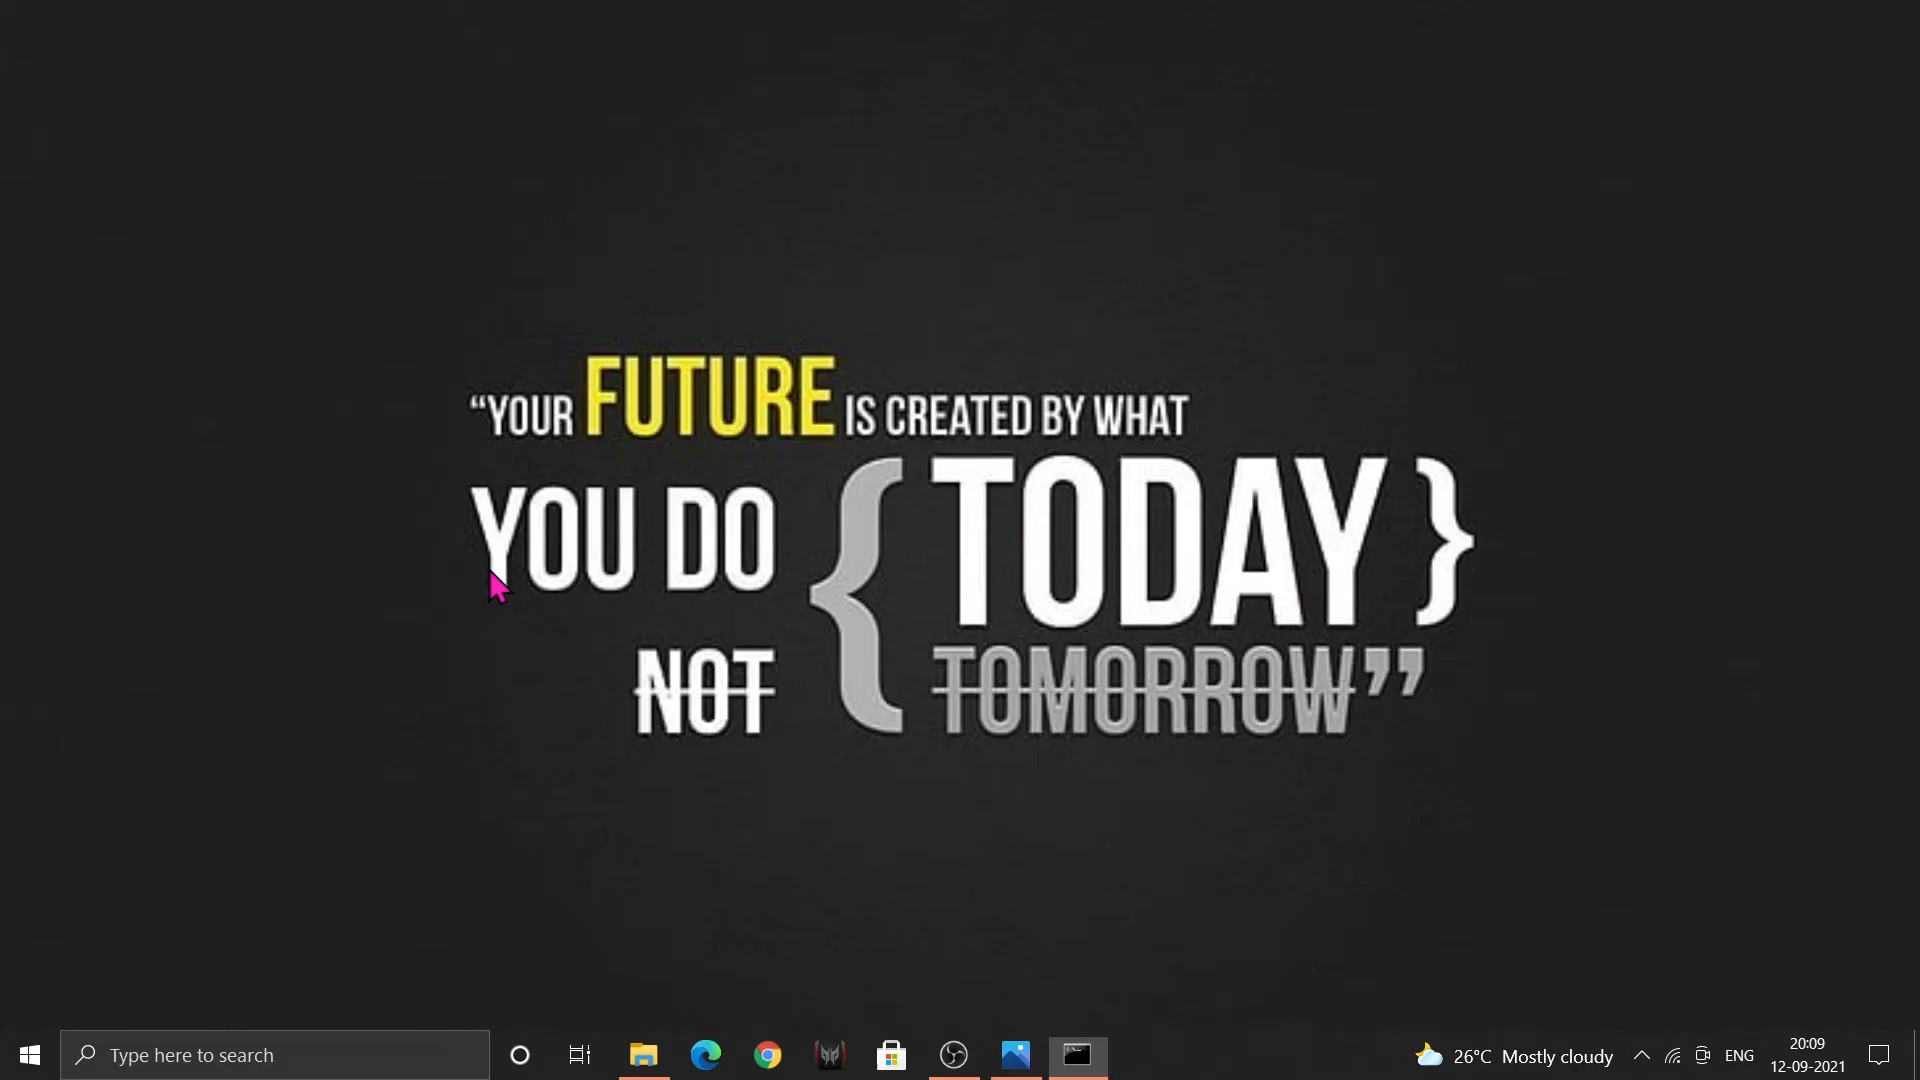 “YOUR FUTURE IS CREATED BY WHAT
YOU DO { TODAY }
NOT TOMORROW”
Type here to search
26°C Mostly cloudy
ENG
20:09
12-09-2021